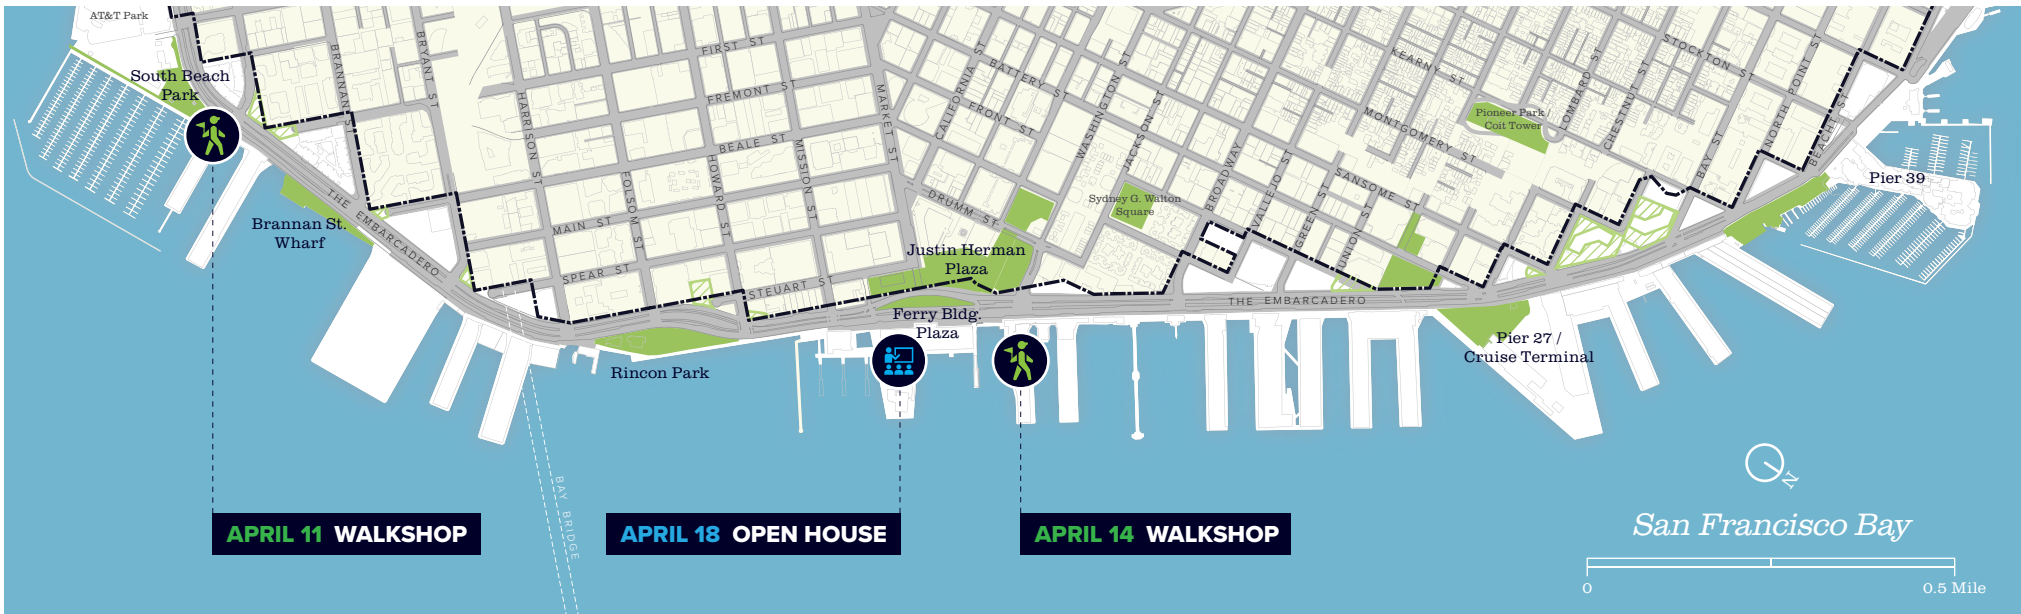 AT&T Park
South Beach
Park
BRANNAN ST
BRYAN T ST
HARRISON ST
FIRST ST
FREMONT ST
BEALE ST
MAIN ST
SPEAR ST
STEUART ST
FOLSOM ST
HOWARD ST
MISSION ST
MARKET ST
CALIFORNIA ST
BATTERY ST
FRONT ST
DRUMM ST
WASHINGTON ST
JACKSON ST
Sydney G. Walton
Square
BROADWAY
VALLEJO ST
GREEN ST
UNION ST
SANSOME ST
MONTGOMERY ST
KEARNY ST
Pioneer Park /
Coit Tower
LOMBARD ST
CHESTNUT ST
STOCKTON ST
BAY ST
NORTH POINT ST
BEACH ST
Pier 39
Brannan St.
Wharf
THE EMBARCADERO
Justin Herman
Plaza
Ferry Bldg.
Plaza
THE EMBARCADERO
Rincon Park
Pier 27 /
Cruise Terminal
BAY BRIDGE
N
APRIL 11 WALKSHOP
APRIL 18 OPEN HOUSE
APRIL 14 WALKSHOP
San Francisco Bay
0
0.5 Mile